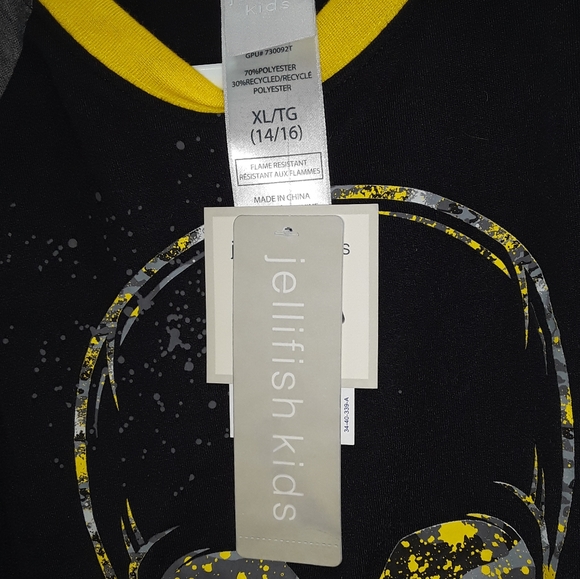 kids
GPU# 730092T
70%POLYESTER
30%RECYCLED/RECYCLÉ
POLYESTER
XL/TG
(14/16)
FLAME RESISTANT
RÉSISTANT AUX FLAMMES
MADE IN CHINA
jellifish kids
34-40-339-A